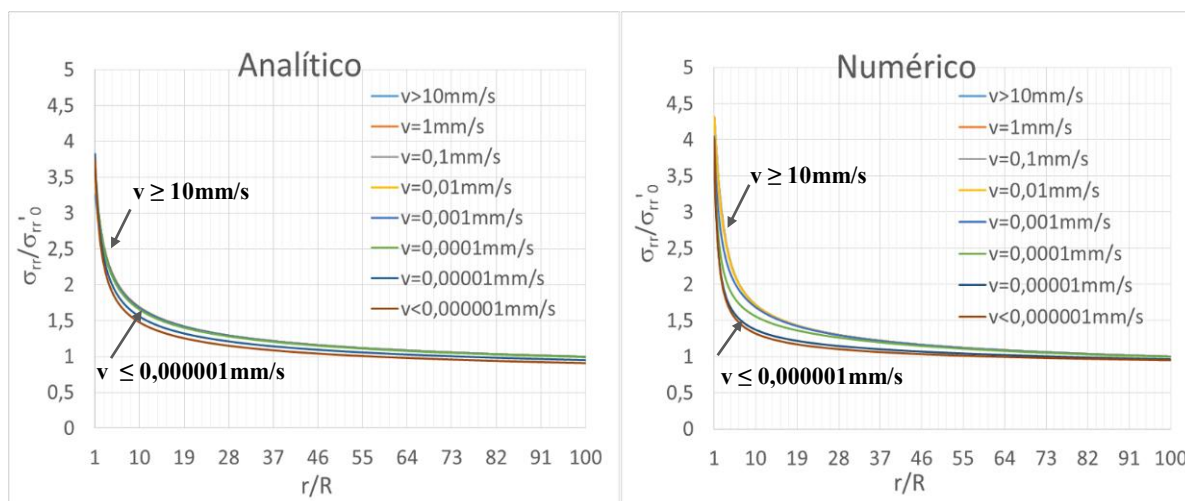 Analítico
5
4,5
4
3,5
3
2,5
2
1,5
1
0,5
0
σrr/σrr'0
v>10mm/s
v=1mm/s
v=0,1mm/s
v=0,01mm/s
v=0,001mm/s
v=0,0001mm/s
v=0,00001mm/s
v<0,000001mm/s
v ≥ 10mm/s
v ≤ 0,000001mm/s
1 10 19 28 37 46 55 64 73 82 91 100
r/R
Numérico
5
4,5
4
3,5
3
2,5
2
1,5
1
0,5
0
σrr/σrr'0
v>10mm/s
v=1mm/s
v=0,1mm/s
v=0,01mm/s
v=0,001mm/s
v=0,0001mm/s
v=0,00001mm/s
v<0,000001mm/s
v ≥ 10mm/s
v ≤ 0,000001mm/s
1 10 19 28 37 46 55 64 73 82 91 100
r/R